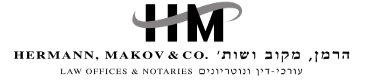 HM
HERMANN, MAKOV & CO. הרמן, מקוב ושות'
LAW OFFICES & NOTARIES עורכי-דין ונוטריונים